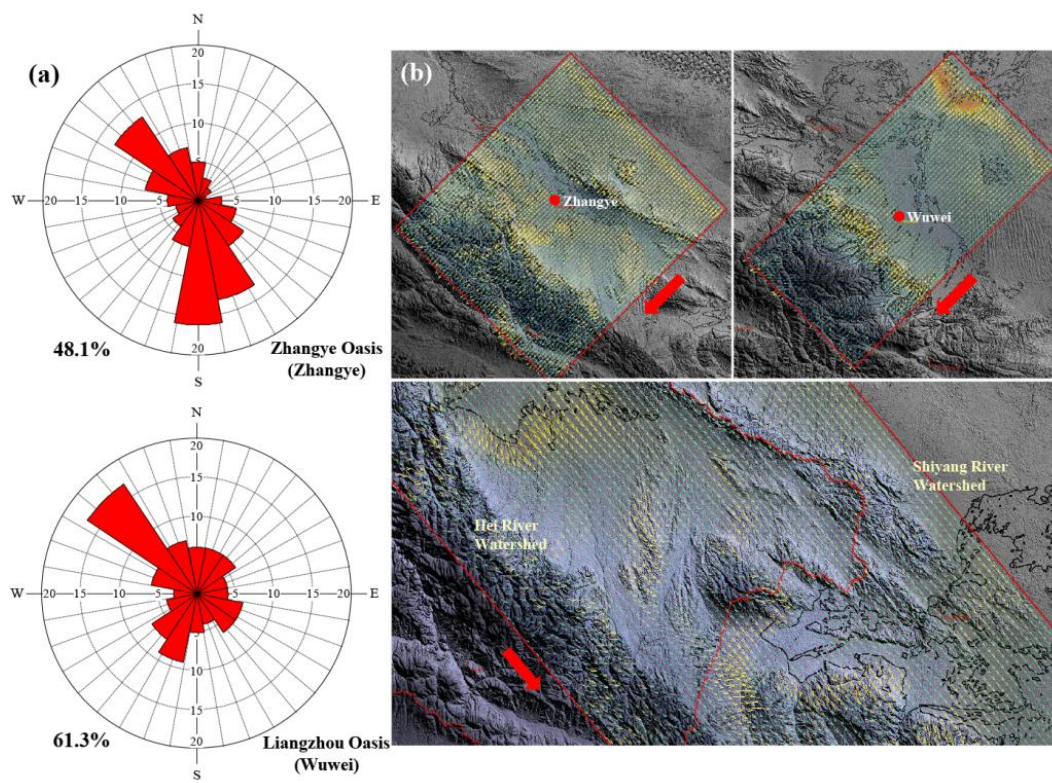 (a)
N
20
15
10
5
W 20 15 10 5 5 10 15 20 E
10
15
20
S
48.1%
Zhangye Oasis
(Zhangye)
N
20
15
10
W 20 15 10 5 5 10 15 20 E
5
10
15
20
S
61.3%
Liangzhou Oasis
(Wuwei)
(b)
Zhangye
Wuwei
Shiyang River
Watershed
Hei River
Watershed